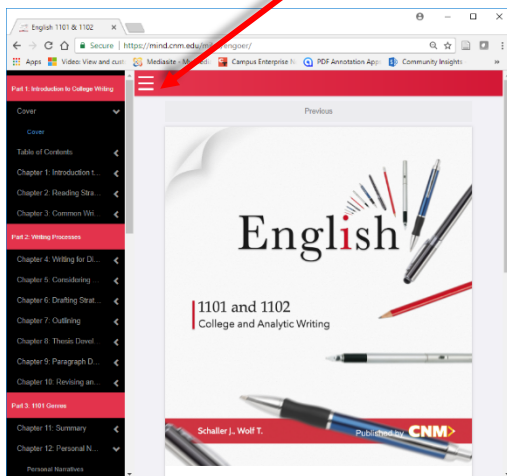 English 1101 & 1102
Secure
https://mind.cnm.edu/
engoer/
Apps
Video: View and cust
Mediasite - My
Campus Enterprise N
PDF Annotation App
Community Insights
Part 1: Introduction to College Writing
Cover
Cover
Table of Contents
Chapter 1: Introduction t...
Chapter 2: Reading Stra...
Chapter 3: Common Wri...
Part 2: Writing Processes
Chapter 4: Writing for Di...
Chapter 5: Considering ...
Chapter 6: Drafting Strat...
Chapter 7: Outlining
Chapter 8: Thesis Devel...
Chapter 9: Paragraph D...
Chapter 10: Revising an...
Part 3: 1101 Genres
Chapter 11: Summary
Chapter 12: Personal N...
Personal Narratives
Previous
English
1101 and 1102
College and Analytic Writing
Schaller J., Wolf T.
Published by CNM